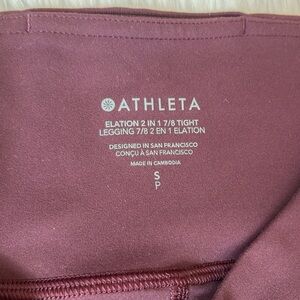 ATHLETA
ELATION 2 IN 1 7/8 TIGHT
LEGGING 7/8 2 EN 1 ELATION
DESIGNED IN SAN FRANCISCO
CONÇU À SAN FRANCISCO
MADE IN CAMBODIA
S
P